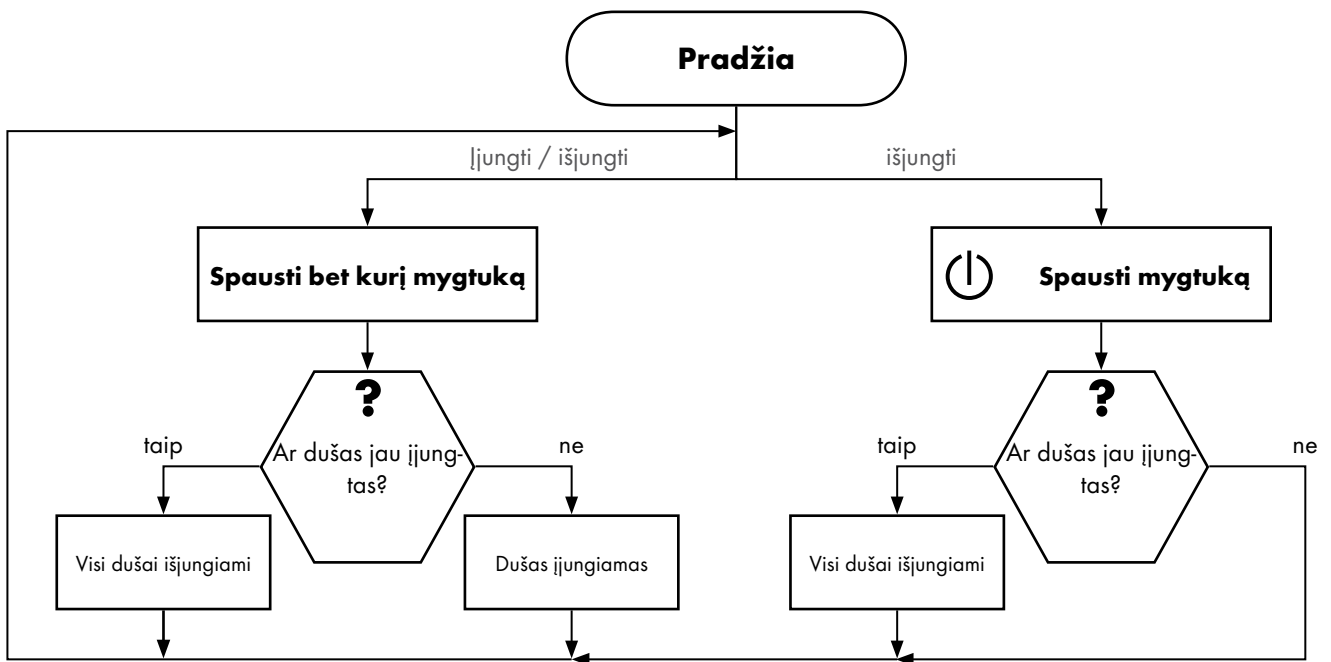 Pradžia
Įjungti / išjungti
išjungti
Spausti bet kurį mygtuką
Spausti mygtuką
?
Ar dušas jau įjung-
tas?
taip
ne
?
Ar dušas jau įjung-
tas?
taip
ne
Visi dušai išjungiami
Dušas įjungiamas
Visi dušai išjungiami